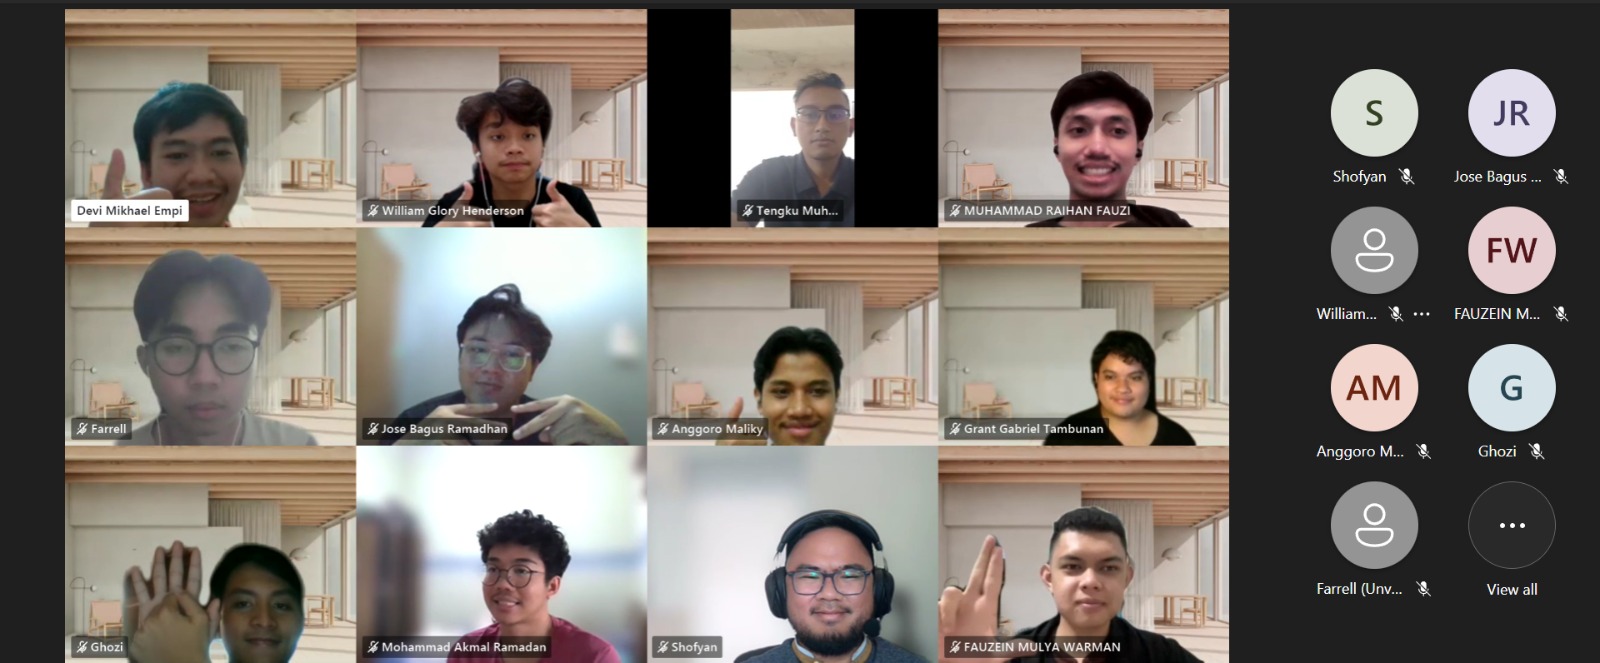 Devi Mikhael Empi
William Glory Henderson
Tengku Muh...
MUHAMMAD RAIHAN FAUZI
Farrell
Jose Bagus Ramadhan
Anggoro Maliky
Grant Gabriel Tambunan
Ghozi
Mohammad Akmal Ramadan
Shofyan
FAUZEIN MULYA WARMAN
S
JR
Shofyan
Jose Bagus ...
William...
FW
FAUZEIN M...
AM
G
Anggoro M...
Ghozi
Farrell (Unv...
View all